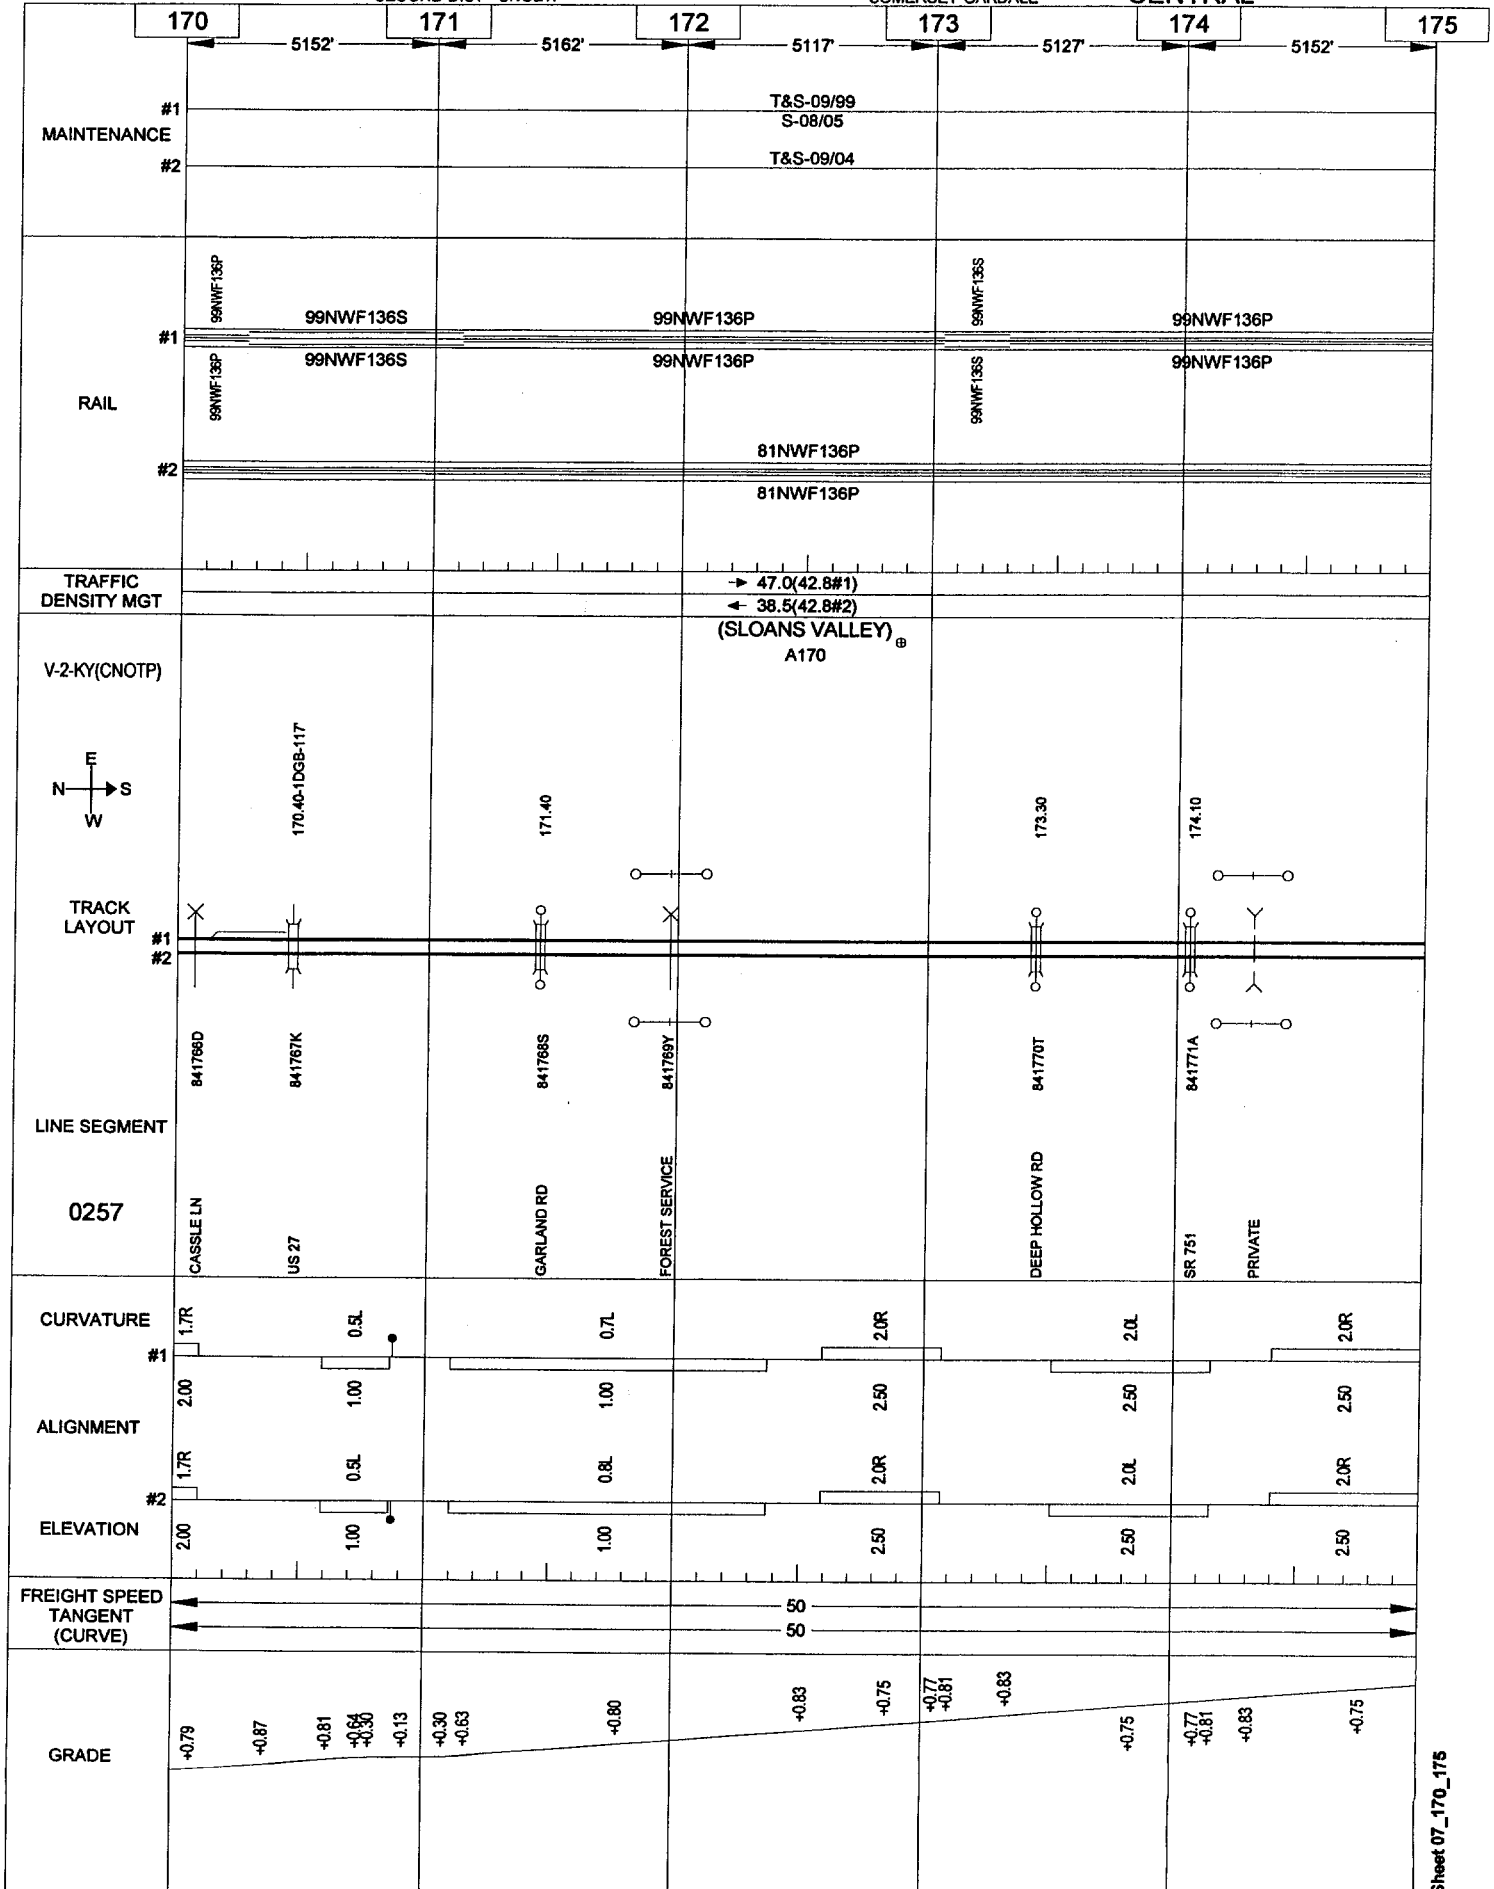 170 171 172 173 174 175
5152' 5162' 5117' 5127' 5152'
#1 T&S-09/99
S-08/05
MAINTENANCE
#2 T&S-09/04
99NWF136P 99NWF136S
99NWF136S 99NWF136P 99NWF136P
#1
99NWF136S 99NWF136P 99NWF136P
99NWF136P 99NWF136S
RAIL
81NWF136P
#2
81NWF136P
TRAFFIC
DENSITY MGT
47.0(42.8#1)
38.5(42.8#2)
(SLOANS VALLEY)
A170
V-2-KY(CNOTP)
E
N S
W
170.40-1DGB-117'
171.40
173.30
174.10
TRACK
LAYOUT
#1
#2
841766D
841767K
841768S
841769Y
841770T
841771A
LINE SEGMENT
0257
CASSLE LN
US 27
GARLAND RD
FOREST SERVICE
DEEP HOLLOW RD
SR 751
PRIVATE
CURVATURE
1.7R 0.5L 0.7L 2.0R 2.0L 2.0R
#1
2.00 1.00 1.00 2.50 2.50 2.50
ALIGNMENT
1.7R 0.5L 0.8L 2.0R 2.0L 2.0R
#2
ELEVATION
2.00 1.00 1.00 2.50 2.50 2.50
FREIGHT SPEED
TANGENT
(CURVE)
50
50
GRADE
+0.79
+0.87
+0.81
+0.64
+0.30
+0.13
+0.30
+0.63
+0.80
+0.83
+0.75
+0.77
+0.81
+0.83
+0.75
+0.77
+0.81
+0.83
+0.75
Sheet 07_170_175